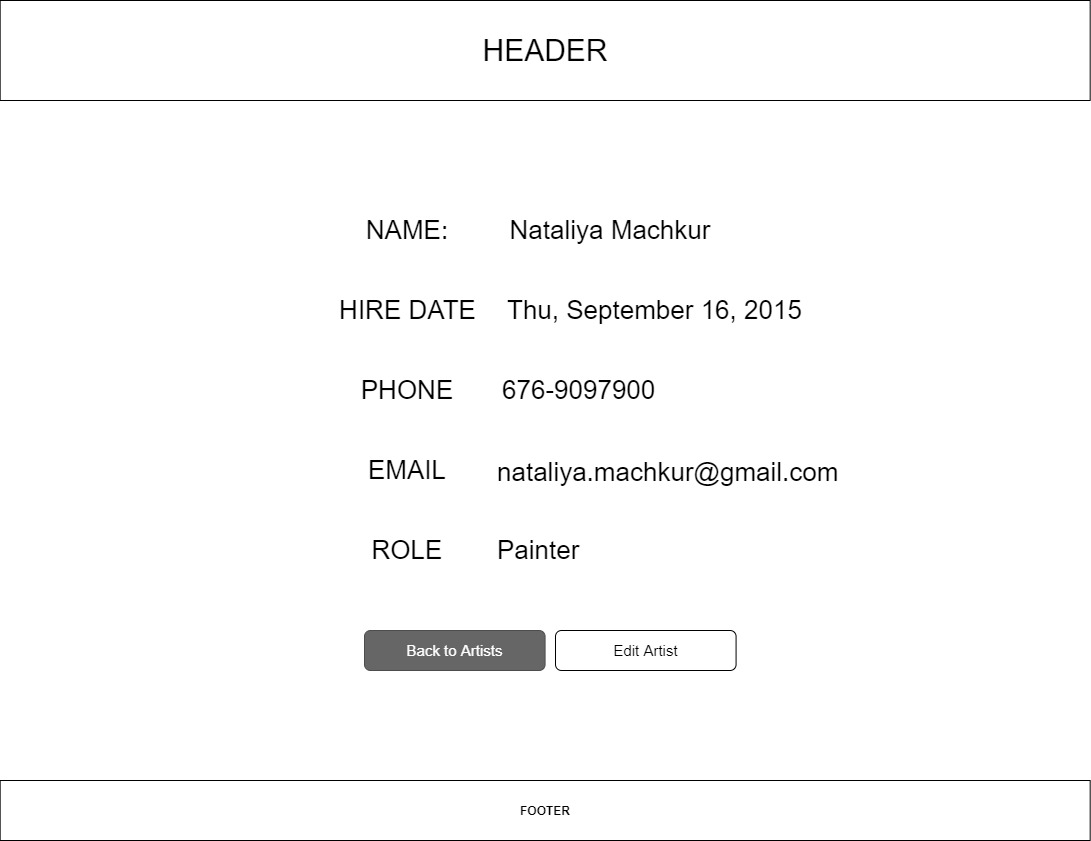 HEADER
NAME: Nataliya Machkur
HIRE DATE Thu, September 16, 2015
PHONE 676-9097900
EMAIL nataliya.machkur@gmail.com
ROLE Painter
Back to Artists Edit Artist
FOOTER